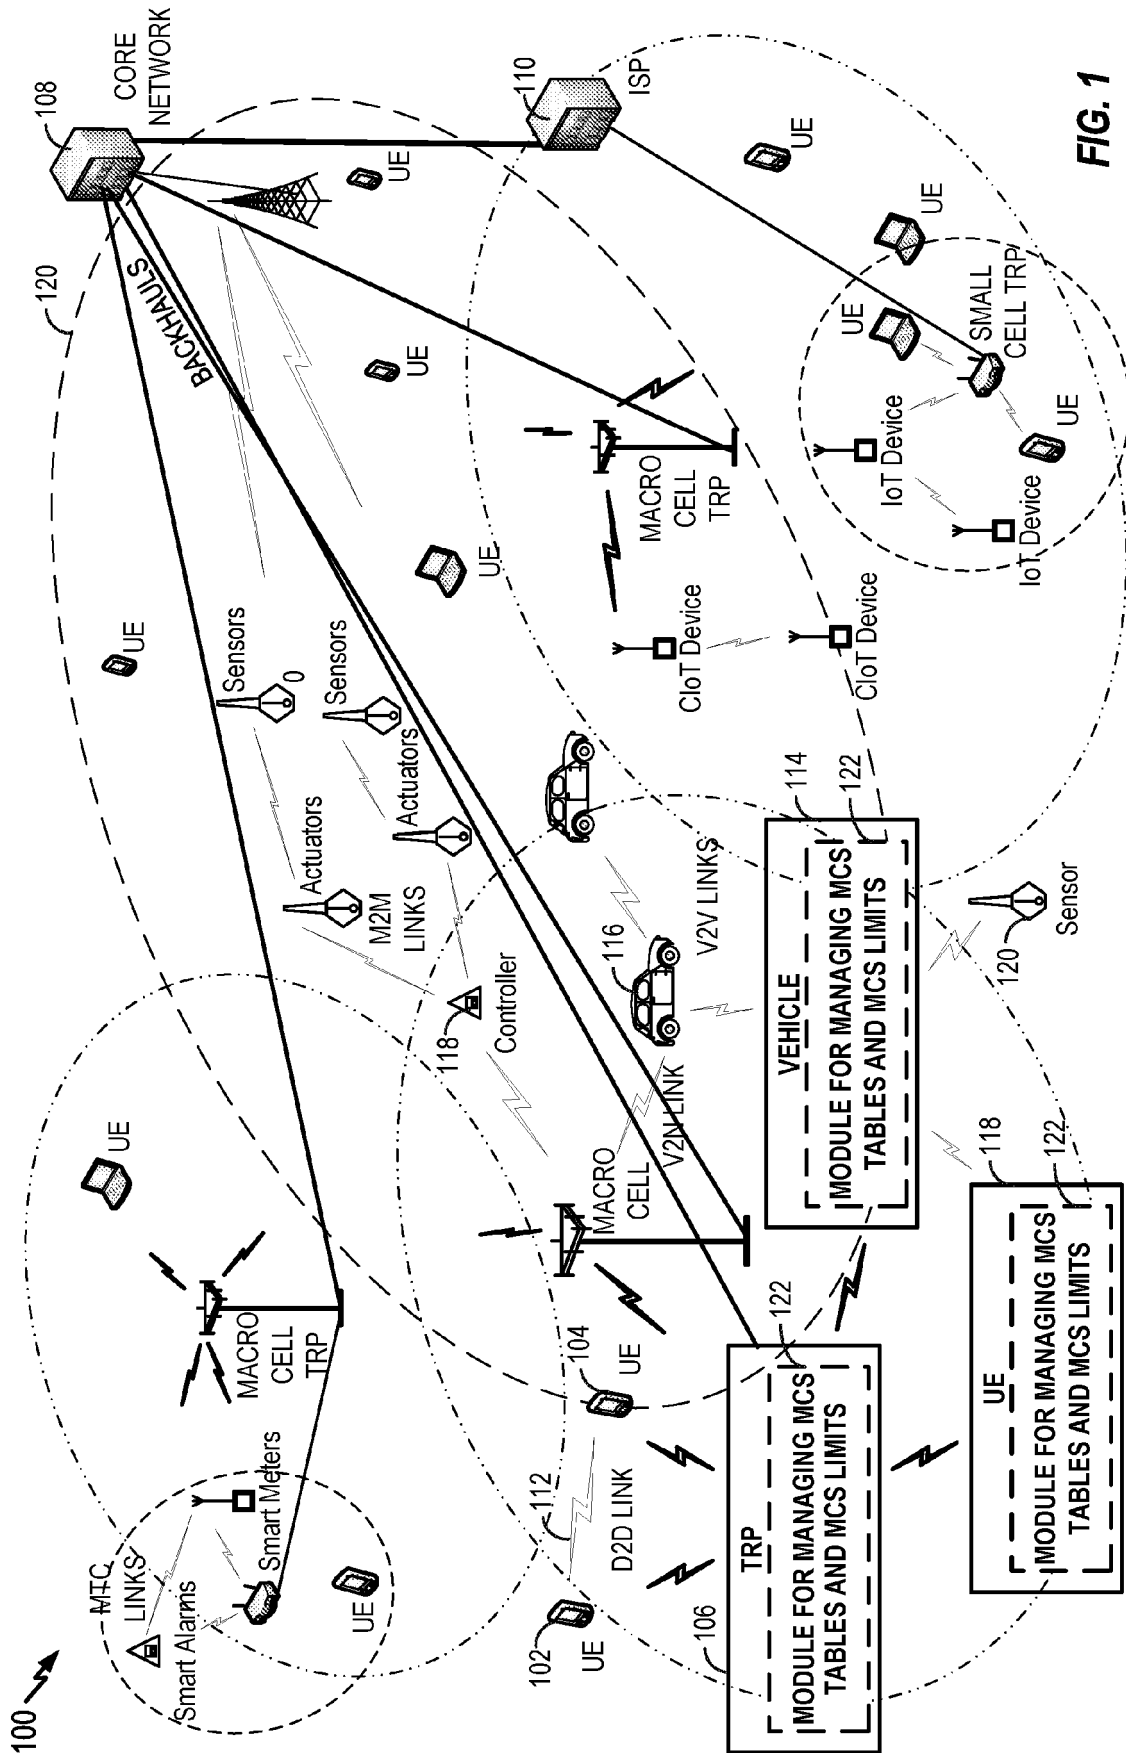 100
MTC
LINKS
Smart Alarms
Smart Meters
UE
MACRO
CELL
TRP
UE
UE
120
108
CORE
NETWORK
BACKHAULS
UE
Sensors
0
Sensors
Actuators
Actuators
M2M
LINKS
118
Controller
UE
UE
110
ISP
MACRO
CELL
TRP
CIoT Device
CIoT Device
UE
UE
UE
SMALL
CELL TRP
IoT Device
IoT Device
UE
116
V2V LINKS
V2N LINK
MACRO
CELL
102
UE
112
D2D LINK
104
UE
106
TRP
MODULE FOR MANAGING MCS
TABLES AND MCS LIMITS
122
114
VEHICLE
MODULE FOR MANAGING MCS
TABLES AND MCS LIMITS
122
120
Sensor
118
UE
MODULE FOR MANAGING MCS
TABLES AND MCS LIMITS
122
FIG. 1